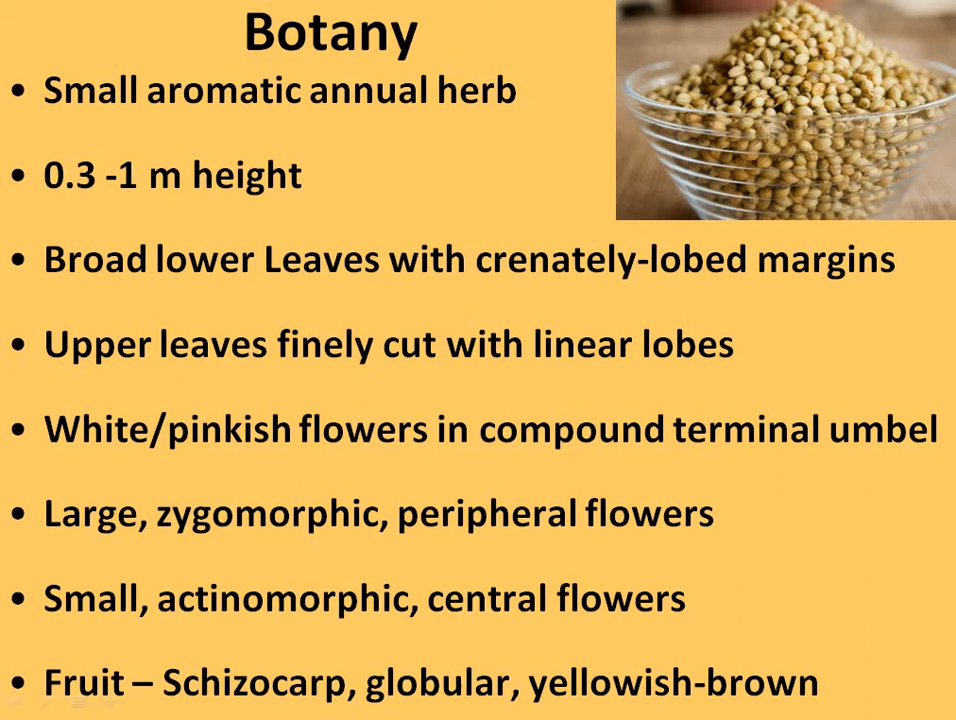 Botany
• Small aromatic annual herb
• 0.3 -1 m height
• Broad lower Leaves with crenately-lobed margins
• Upper leaves finely cut with linear lobes
• White/pinkish flowers in compound terminal umbel
• Large, zygomorphic, peripheral flowers
• Small, actinomorphic, central flowers
• Fruit – Schizocarp, globular, yellowish-brown